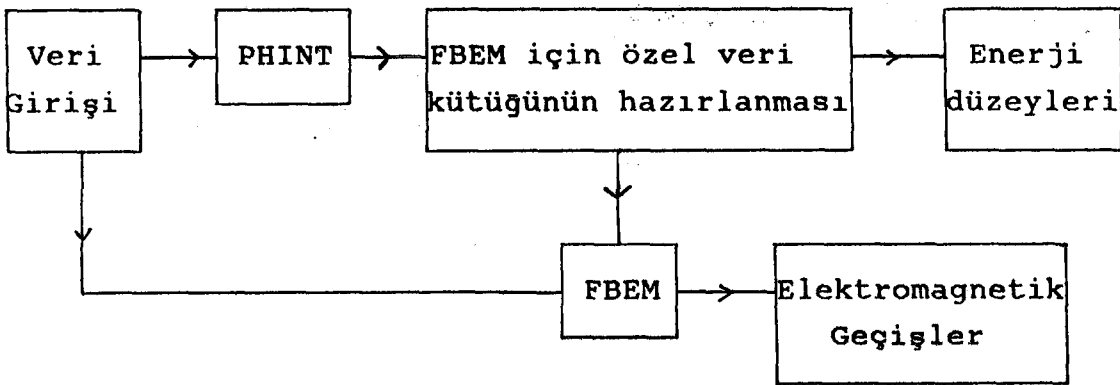 Veri
Girişi
PHINT
FBEM için özel veri
kütüğünün hazırlanması
Enerji
düzeyleri
FBEM
Elektromagnetik
Geçişler